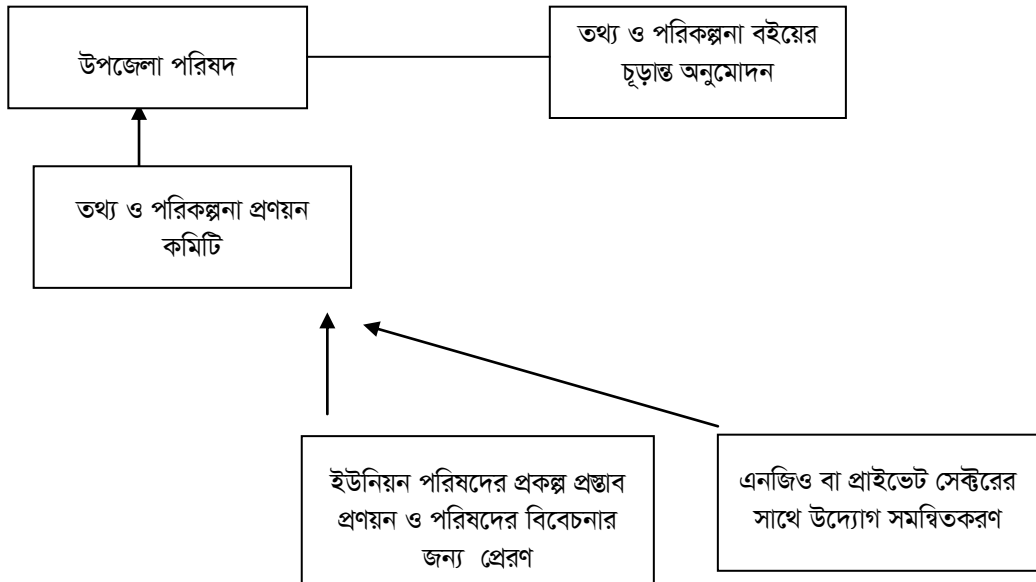 উপজেলা পরিষদ
তথ্য ও পরিকল্পনা বইয়ের
চূড়ান্ত অনুমোদন
তথ্য ও পরিকল্পনা প্রণয়ন
কমিটি
ইউনিয়ন পরিষদের প্রকল্প প্রস্তাব
প্রণয়ন ও পরিষদের বিবেচনার
জন্য প্রেরণ
এনজিও বা প্রাইভেট সেক্টরের
সাথে উদ্যোগ সমন্বিতকরণ